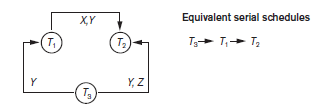 X,Y
Equivalent serial schedules
T₁
T₂
T₃ → T₁ → T₂
Y
Y, Z
T₃